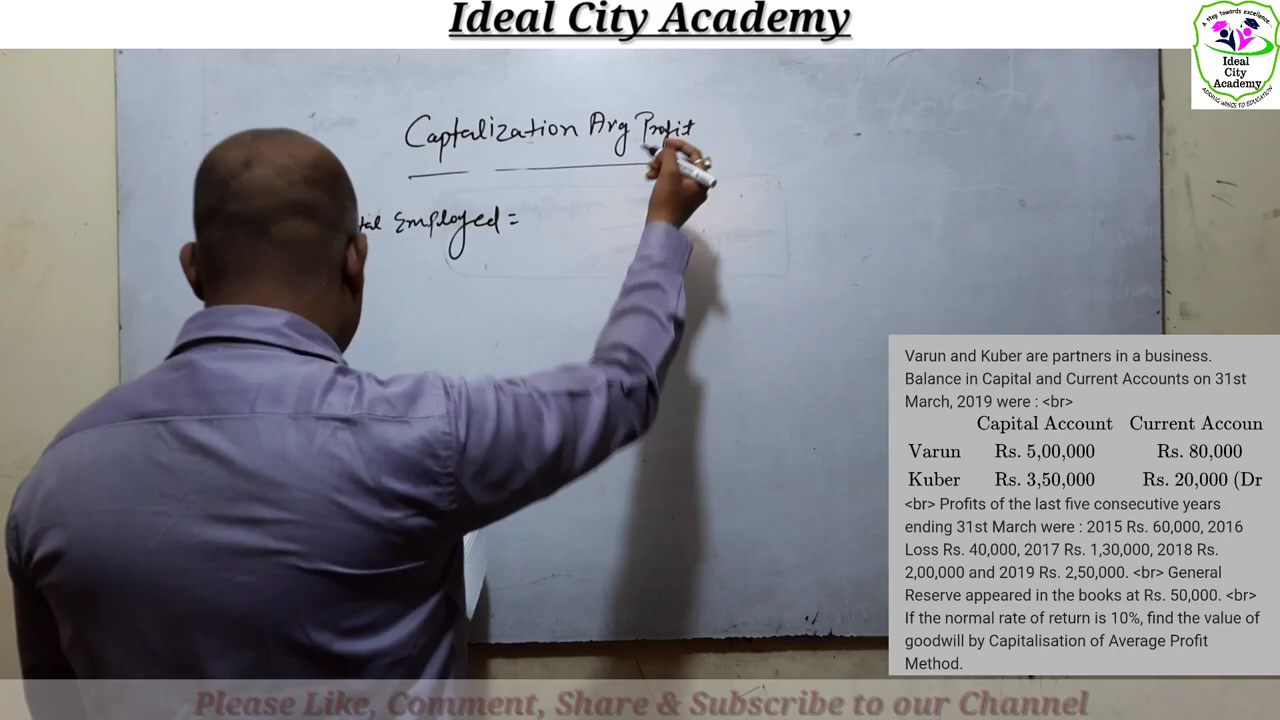 Ideal City Academy
A step towards excellence.
Ideal
City
Academy
ADDING WINGS TO EDUCATION
Captalization Avg Profit
tal Employed =
Varun and Kuber are partners in a business.
Balance in Capital and Current Accounts on 31st
March, 2019 were : <br>
Capital Account Current Accoun
Varun Rs. 5,00,000 Rs. 80,000
Kuber Rs. 3,50,000 Rs. 20,000 (Dr
<br> Profits of the last five consecutive years
ending 31st March were : 2015 Rs. 60,000, 2016
Loss Rs. 40,000, 2017 Rs. 1,30,000, 2018 Rs.
2,00,000 and 2019 Rs. 2,50,000. <br> General
Reserve appeared in the books at Rs. 50,000. <br>
If the normal rate of return is 10%, find the value of
goodwill by Capitalisation of Average Profit
Method.
Please Like, Comment, Share & Subscribe to our Channel